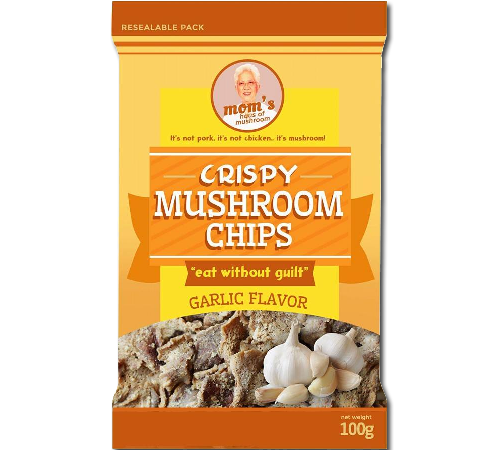 RESEALABLE PACK
mom's
haus of
mushroom
It's not pork, it's not chicken.. it's mushroom!
CRISPY
MUSHROOM
CHIPS
"eat without guilt"
GARLIC FLAVOR
net weight
100g